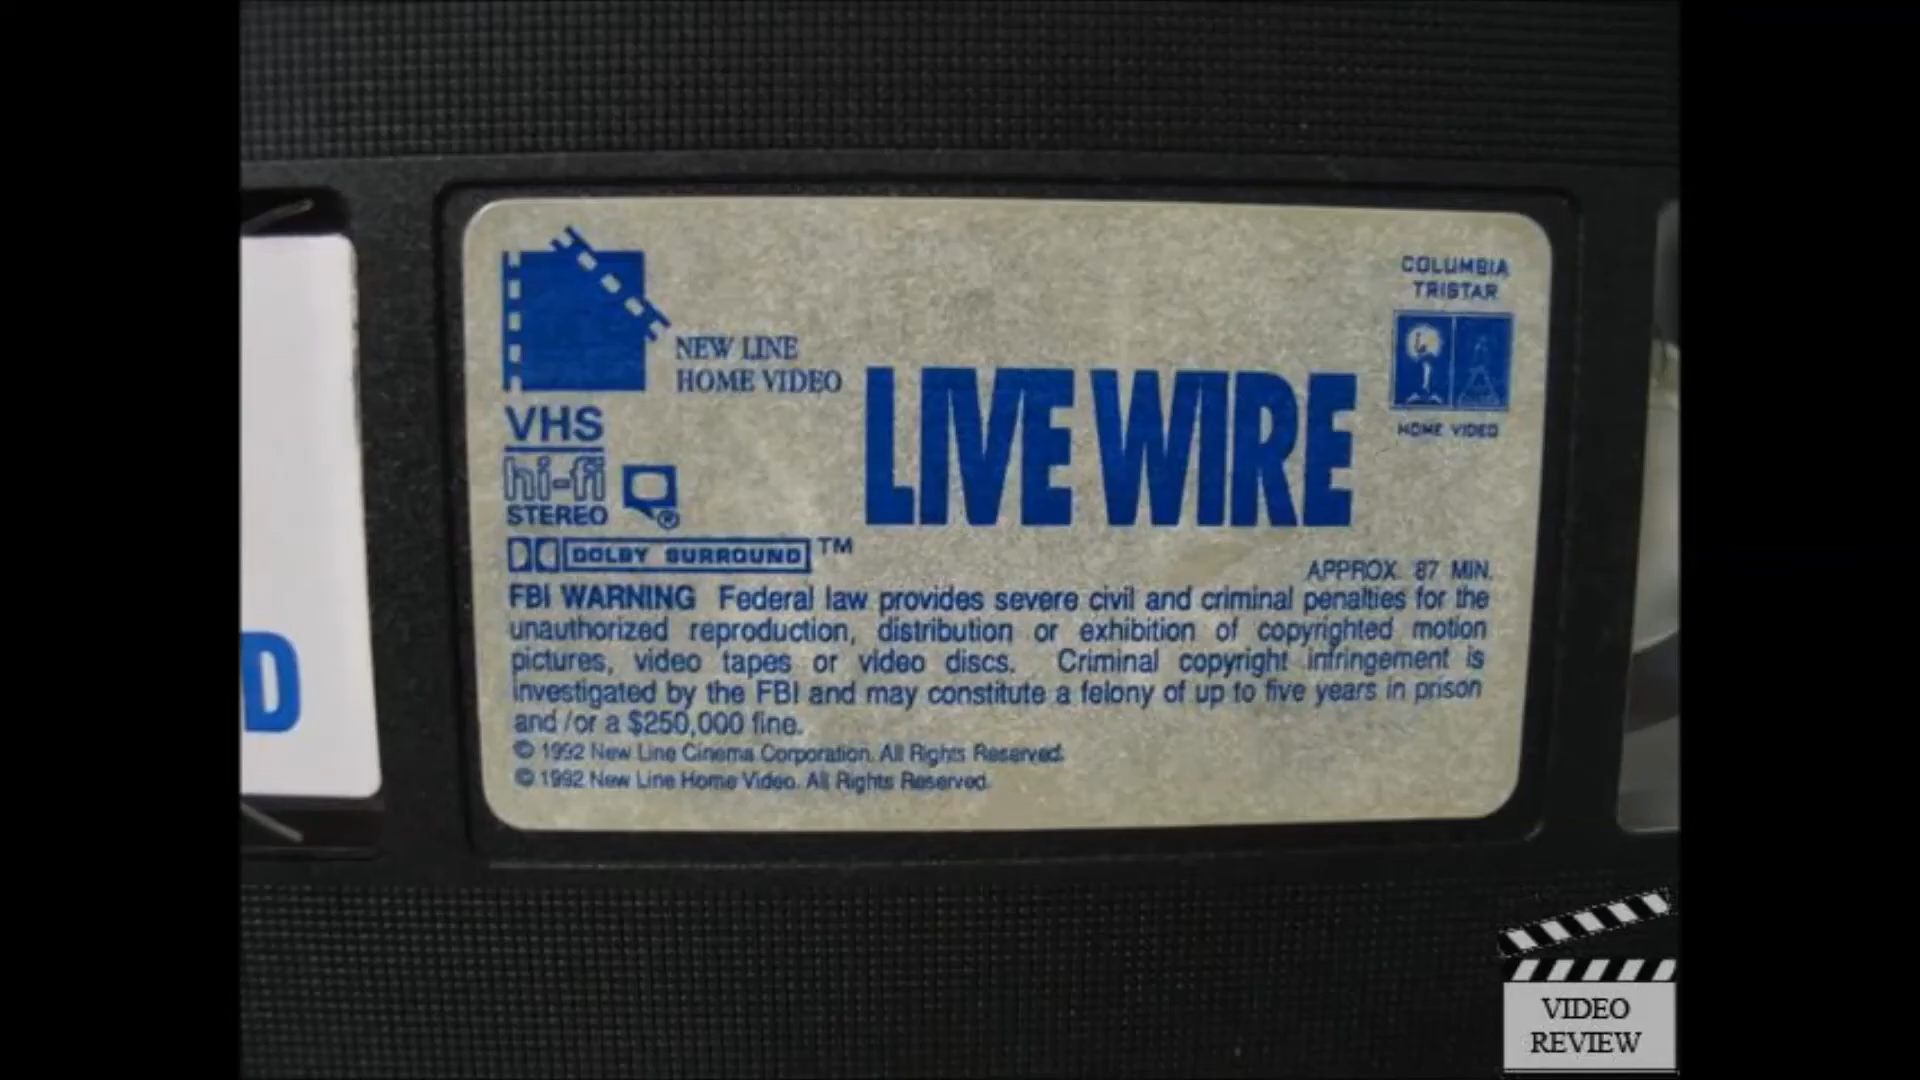 NEW LINE
HOME VIDEO
COLUMBIA
TRISTAR
HOME VIDEO
LIVE WIRE
VHS
hi-fi
STEREO
®
DOLBY SURROUND ™
APPROX. 87 MIN.
FBI WARNING Federal law provides severe civil and criminal penalties for the
unauthorized reproduction, distribution or exhibition of copyrighted motion
pictures, video tapes or video discs. Criminal copyright infringement is
investigated by the FBI and may constitute a felony of up to five years in prison
and /or a $250,000 fine.
© 1992 New Line Cinema Corporation. All Rights Reserved.
© 1992 New Line Home Video. All Rights Reserved.
D
VIDEO
REVIEW